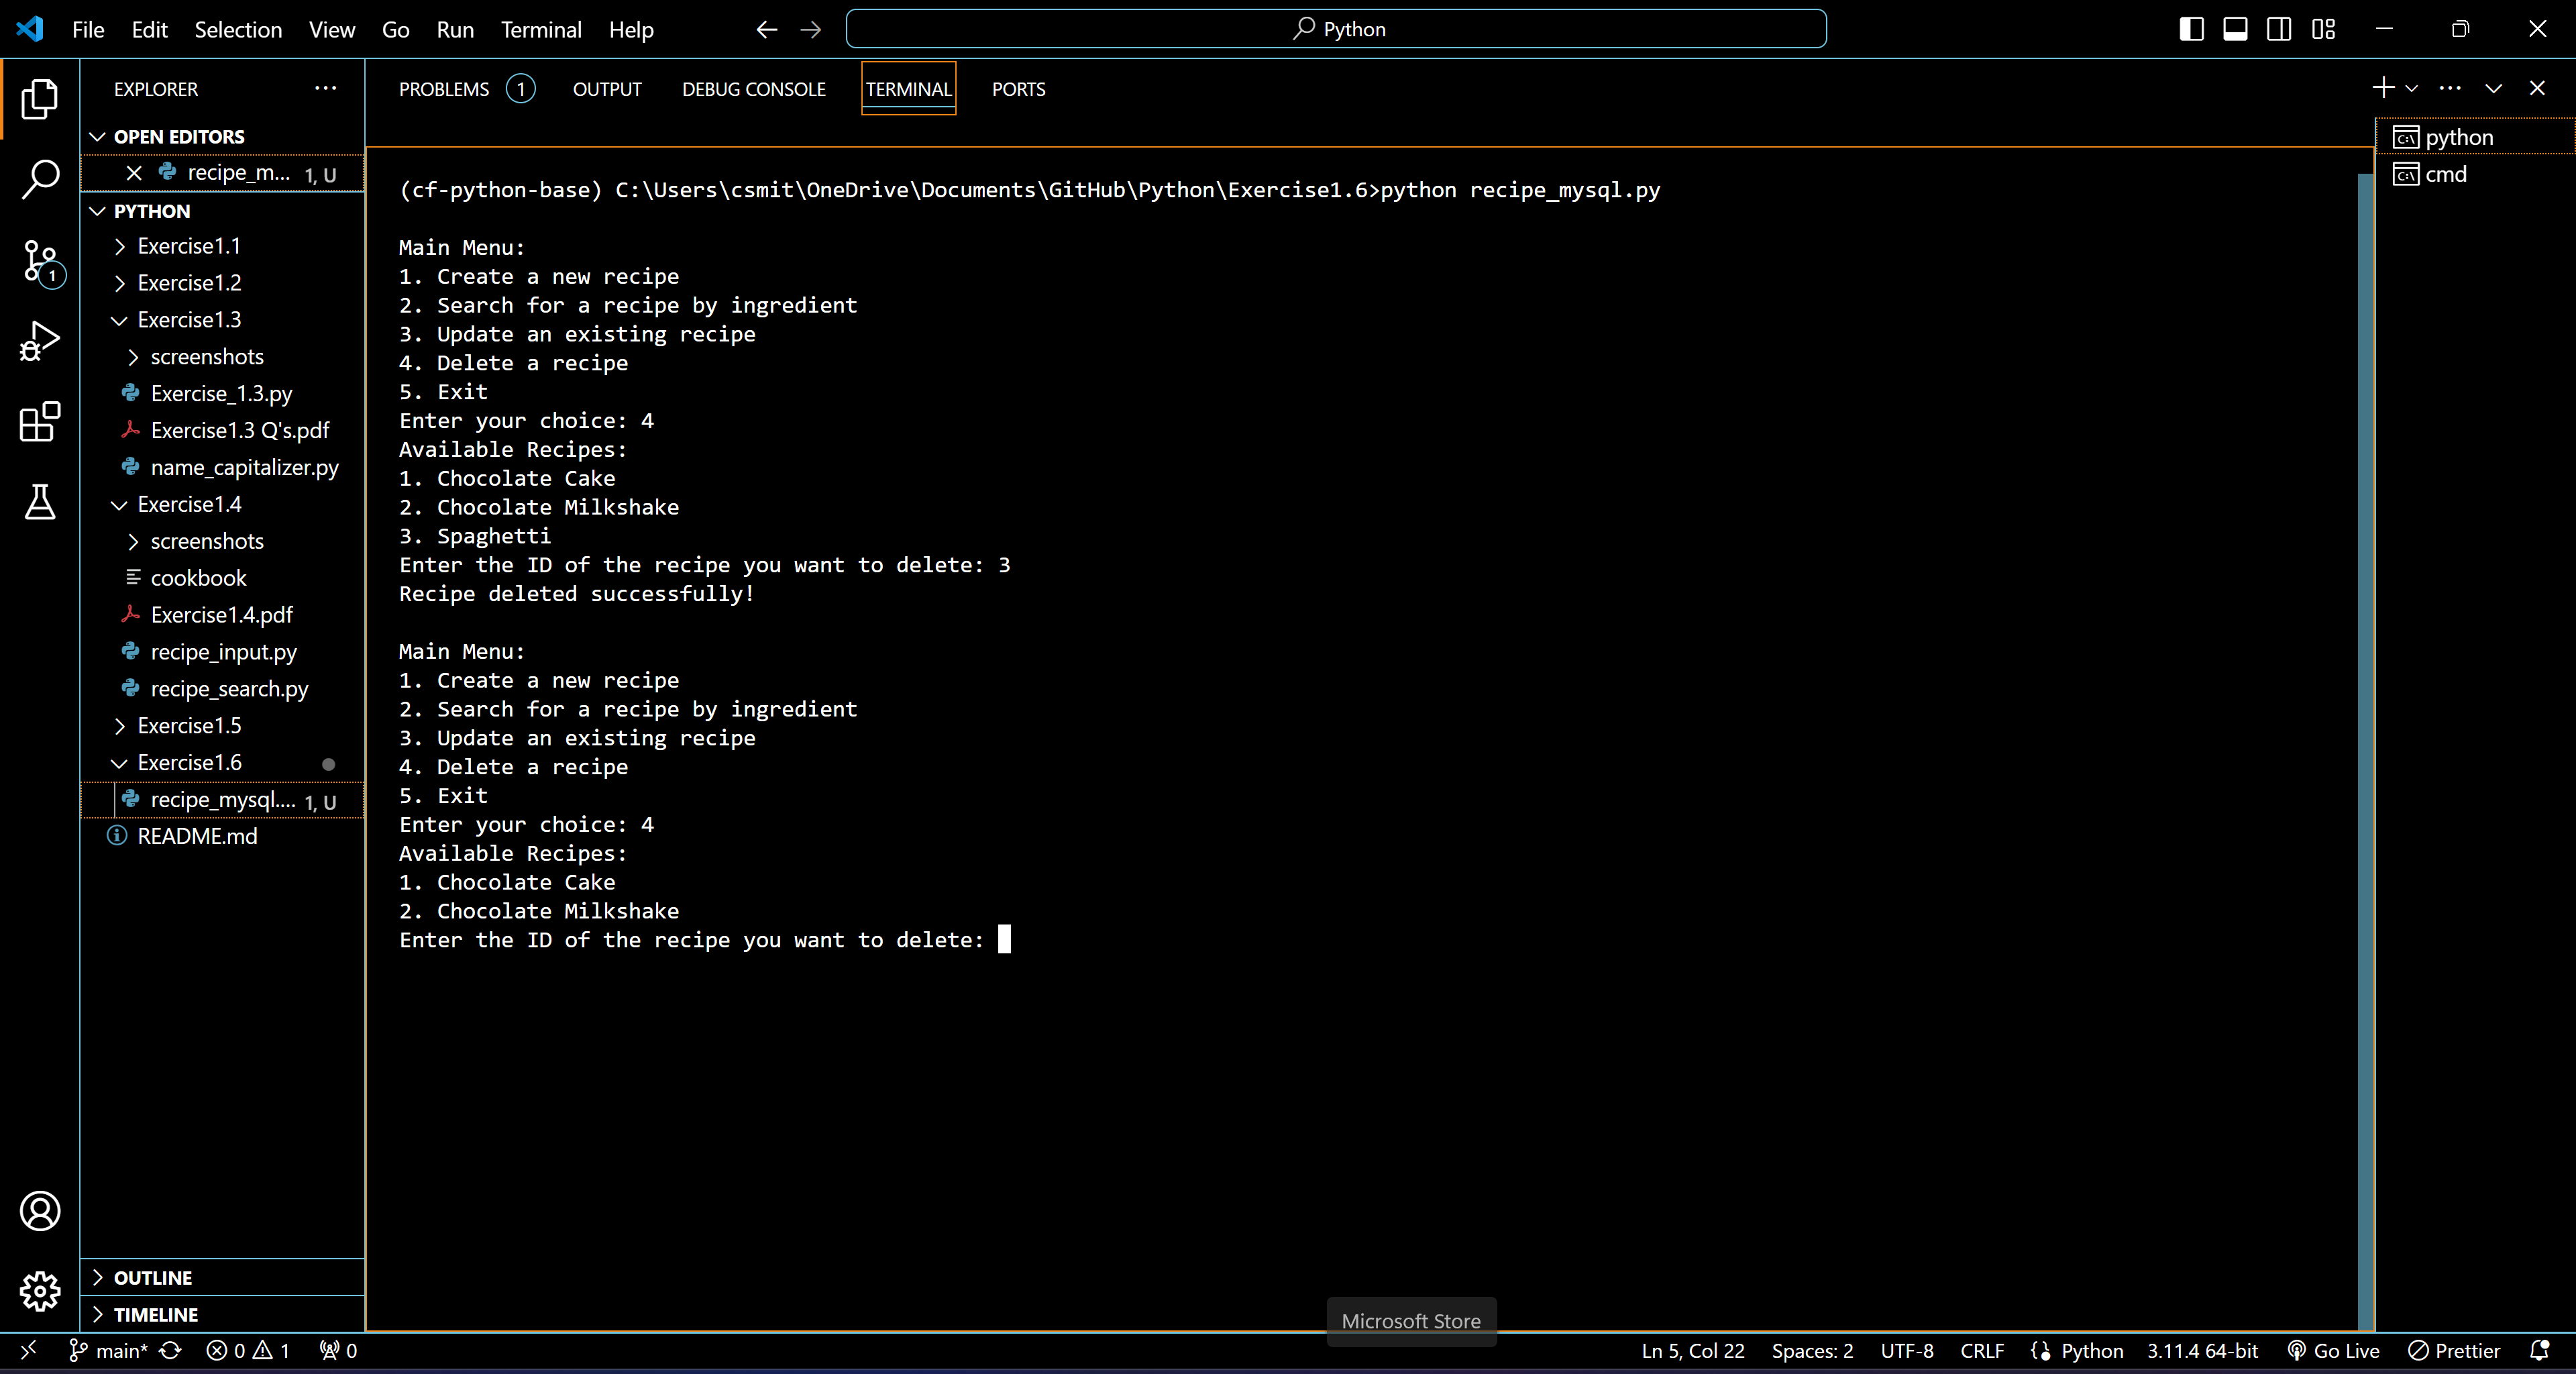 File Edit Selection View Go Run Terminal Help
Python
EXPLORER
OPEN EDITORS
recipe_m... 1, U
PYTHON
Exercise1.1
Exercise1.2
Exercise1.3
screenshots
Exercise_1.3.py
Exercise1.3 Q's.pdf
name_capitalizer.py
Exercise1.4
screenshots
cookbook
Exercise1.4.pdf
recipe_input.py
recipe_search.py
Exercise1.5
Exercise1.6
recipe_mysql.... 1, U
README.md
OUTLINE
TIMELINE
1
PROBLEMS 1 OUTPUT DEBUG CONSOLE TERMINAL PORTS
(cf-python-base) C:\Users\csmit\OneDrive\Documents\GitHub\Python\Exercise1.6>python recipe_mysql.py
Main Menu:
1. Create a new recipe
2. Search for a recipe by ingredient
3. Update an existing recipe
4. Delete a recipe
5. Exit
Enter your choice: 4
Available Recipes:
1. Chocolate Cake
2. Chocolate Milkshake
3. Spaghetti
Enter the ID of the recipe you want to delete: 3
Recipe deleted successfully!
Main Menu:
1. Create a new recipe
2. Search for a recipe by ingredient
3. Update an existing recipe
4. Delete a recipe
5. Exit
Enter your choice: 4
Available Recipes:
1. Chocolate Cake
2. Chocolate Milkshake
Enter the ID of the recipe you want to delete:
python
cmd
Microsoft Store
main* 0 1 0 Ln 5, Col 22 Spaces: 2 UTF-8 CRLF Python 3.11.4 64-bit Go Live Prettier